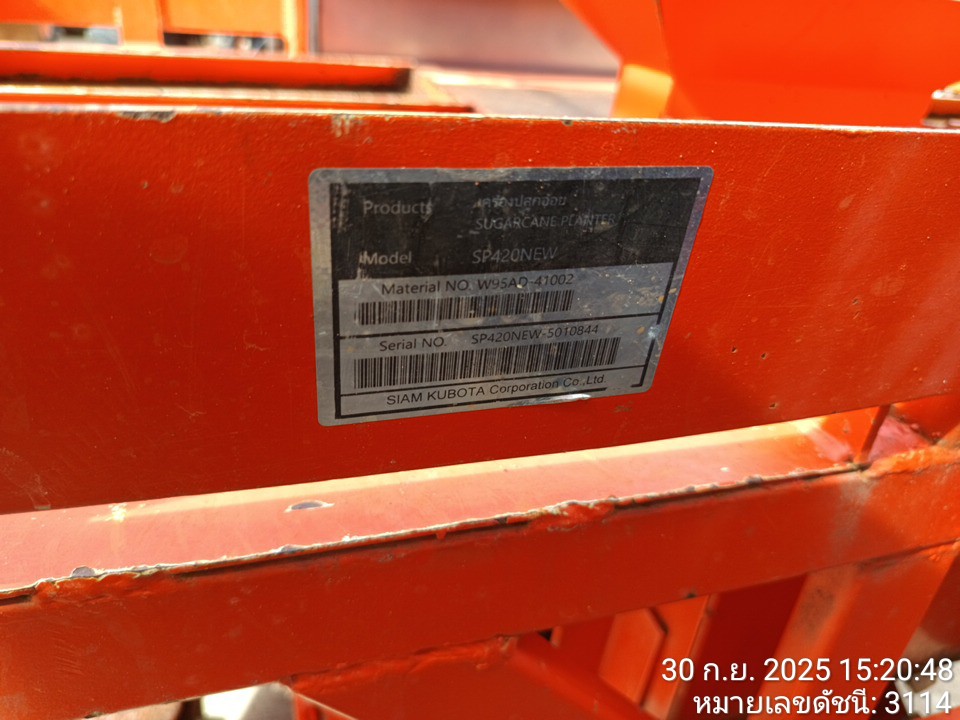 Products เครื่องปลูกอ้อย
SUGARCANE PLANTER
Model SP420NEW
Material NO. W95AD-41002
Serial NO. SP420NEW-5010844
SIAM KUBOTA Corporation Co.,Ltd.
30 ก.ย. 2025 15:20:48
หมายเลขดัชนี: 3114